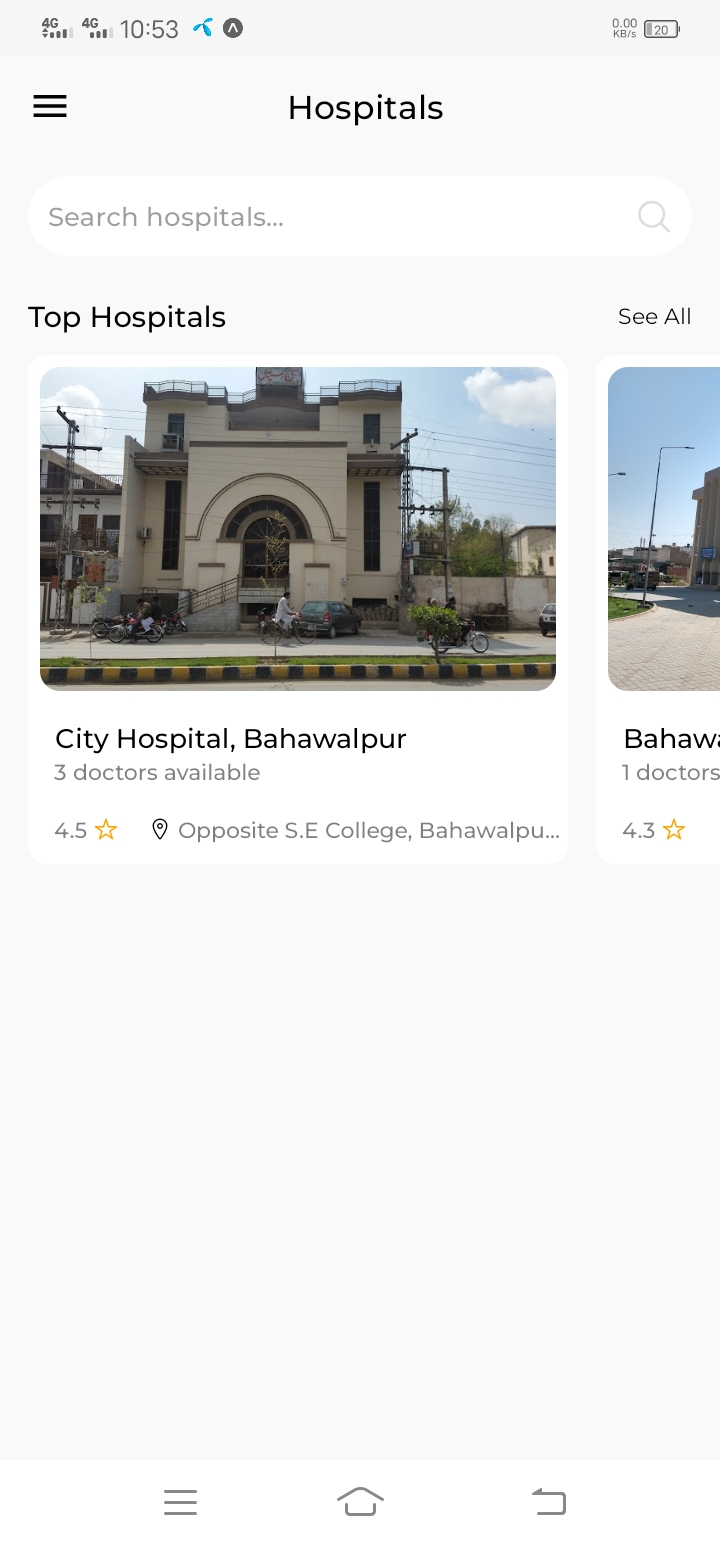 4G 4G 10:53
0.00
KB/s
20
Hospitals
Search hospitals...
Top Hospitals
See All
City Hospital, Bahawalpur
3 doctors available
4.5
Opposite S.E College, Bahawalpu...
1 doctors
4.3